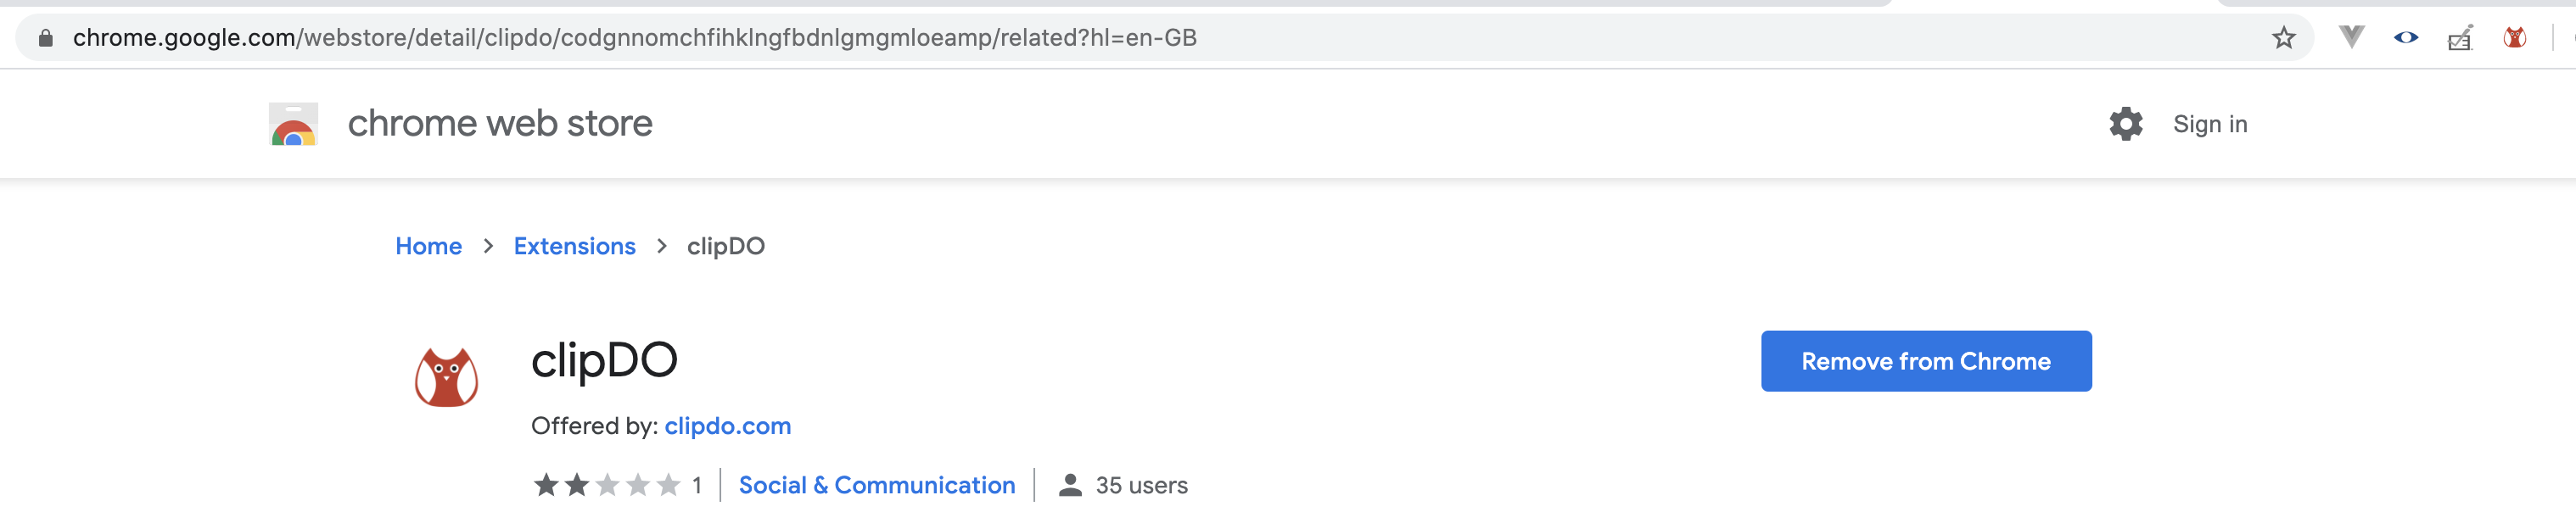 chrome.google.com/webstore/detail/clipdo/codgnnomchfihklngfbdnlgmgmloeamp/related?hl=en-GB
chrome web store
Sign in
Home > Extensions > clipDO
clipDO
Remove from Chrome
Offered by: clipdo.com
1 | Social & Communication | 35 users